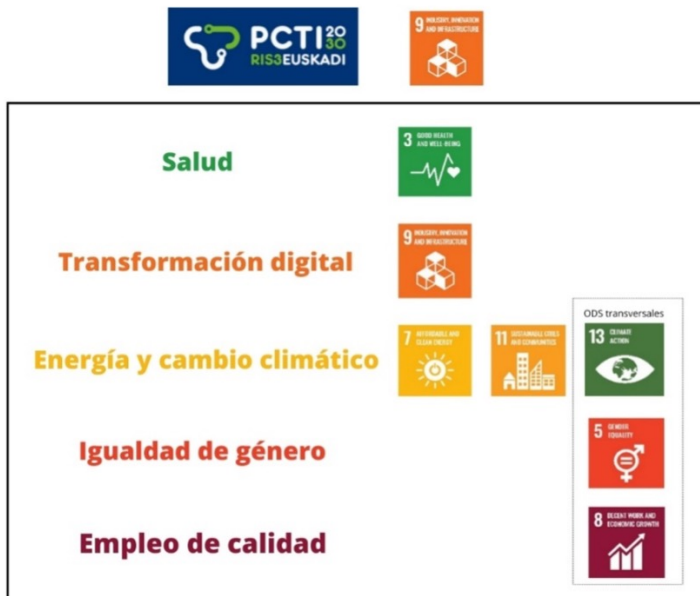 PCTI 20 30
RIS3EUSKADI
9 INDUSTRY, INNOVATION
AND INFRASTRUCTURE
Salud
3 GOOD HEALTH
AND WELL-BEING
Transformación digital
9 INDUSTRY, INNOVATION
AND INFRASTRUCTURE
ODS transversales
Energía y cambio climático
7 AFFORDABLE AND
CLEAN ENERGY
11 SUSTAINABLE CITIES
AND COMMUNITIES
13 CLIMATE
ACTION
Igualdad de género
5 GENDER
EQUALITY
Empleo de calidad
8 DECENT WORK AND
ECONOMIC GROWTH